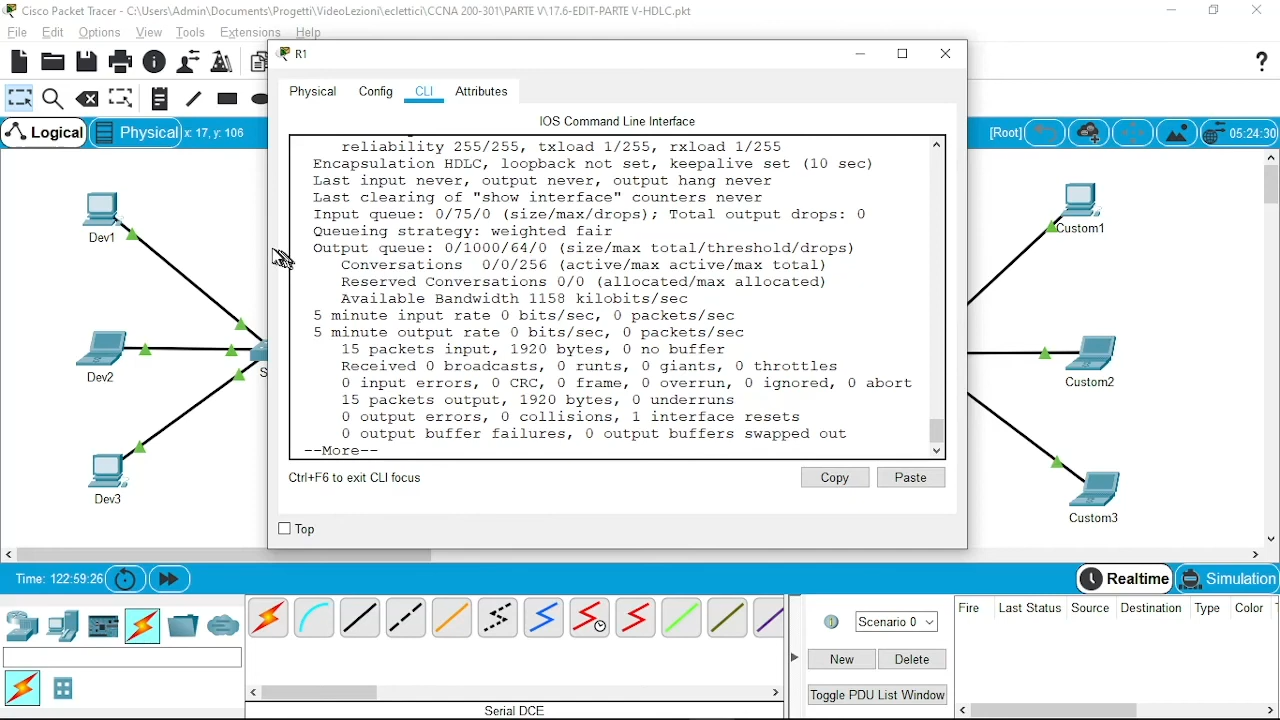 Cisco Packet Tracer - C:\Users\Admin\Documents\Progetti\VideoLezioni\eclettici\CCNA 200-301\PARTE V\17.6-EDIT-PARTE V-HDLC.pkt
File Edit Options View Tools Extensions Help
R1
Physical Config CLI Attributes
IOS Command Line Interface
Logical Physical x: 17, y: 106 [Root] 05:24:30
reliability 255/255, txload 1/255, rxload 1/255
Encapsulation HDLC, loopback not set, keepalive set (10 sec)
Last input never, output never, output hang never
Last clearing of "show interface" counters never
Input queue: 0/75/0 (size/max/drops); Total output drops: 0
Queueing strategy: weighted fair
Output queue: 0/1000/64/0 (size/max total/threshold/drops)
Conversations 0/0/256 (active/max active/max total)
Reserved Conversations 0/0 (allocated/max allocated)
Available Bandwidth 1158 kilobits/sec
5 minute input rate 0 bits/sec, 0 packets/sec
5 minute output rate 0 bits/sec, 0 packets/sec
15 packets input, 1920 bytes, 0 no buffer
Received 0 broadcasts, 0 runts, 0 giants, 0 throttles
0 input errors, 0 CRC, 0 frame, 0 overrun, 0 ignored, 0 abort
15 packets output, 1920 bytes, 0 underruns
0 output errors, 0 collisions, 1 interface resets
0 output buffer failures, 0 output buffers swapped out
--More--
Ctrl+F6 to exit CLI focus
Copy Paste
Top
Dev1
Dev2
Dev3
S
Custom1
Custom2
Custom3
Time: 122:59:26
Realtime Simulation
Scenario 0
New Delete
Toggle PDU List Window
Fire Last Status Source Destination Type Color
Serial DCE